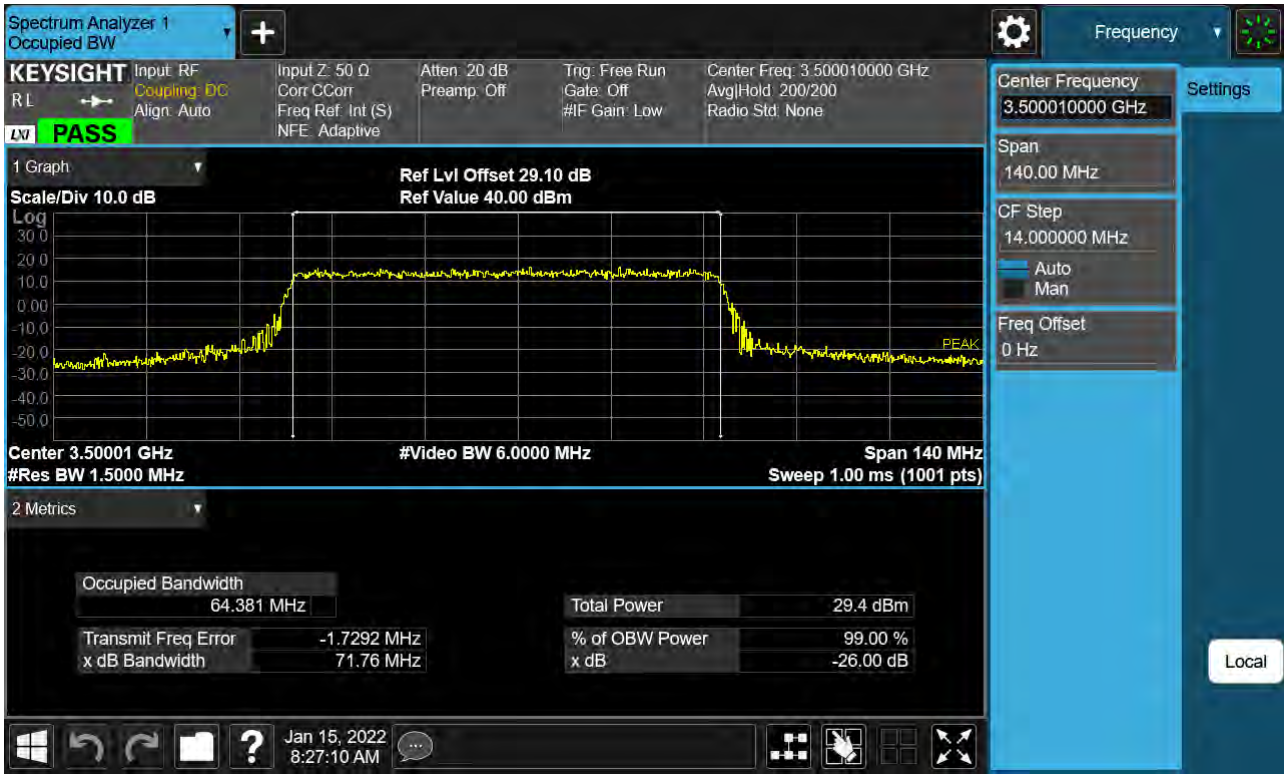 Spectrum Analyzer 1
Occupied BW
+
Frequency
KEYSIGHT
RL
LXI
PASS
Input: RF
Coupling: DC
Align: Auto
Input Z: 50 Ω
Corr CCorr
Freq Ref: Int (S)
NFE: Adaptive
Atten: 20 dB
Preamp: Off
Trig: Free Run
Gate: Off
#IF Gain: Low
Center Freq: 3.500010000 GHz
Avg|Hold: 200/200
Radio Std: None
1 Graph
Scale/Div 10.0 dB
Ref Lvl Offset 29.10 dB
Ref Value 40.00 dBm
Log
30.0
20.0
10.0
0.00
-10.0
-20.0
-30.0
-40.0
-50.0
PEAK
Center 3.50001 GHz
#Video BW 6.0000 MHz
Span 140 MHz
#Res BW 1.5000 MHz
Sweep 1.00 ms (1001 pts)
2 Metrics
Occupied Bandwidth
64.381 MHz
Total Power 29.4 dBm
Transmit Freq Error -1.7292 MHz
% of OBW Power 99.00 %
x dB Bandwidth 71.76 MHz
x dB -26.00 dB
Center Frequency
3.500010000 GHz
Settings
Span
140.00 MHz
CF Step
14.000000 MHz
Auto
Man
Freq Offset
0 Hz
Local
?
Jan 15, 2022
8:27:10 AM